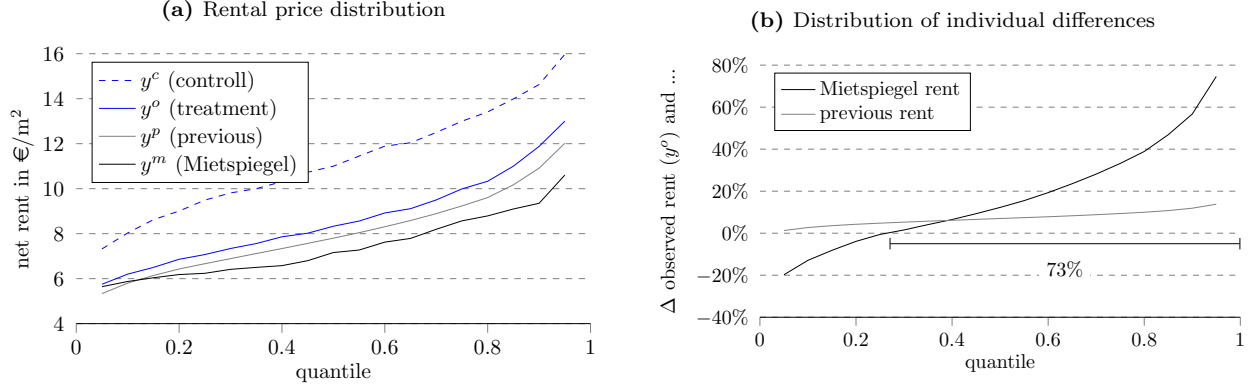 (a) Rental price distribution
net rent in €/m²
16
14
12
10
8
6
4
y^c (controll)
y^o (treatment)
y^p (previous)
y^m (Mietspiegel)
0
0.2
0.4
0.6
0.8
1
quantile
(b) Distribution of individual differences
Δ observed rent (y^o) and ...
80%
60%
40%
20%
0%
−20%
−40%
Mietspiegel rent
previous rent
73%
0
0.2
0.4
0.6
0.8
1
quantile